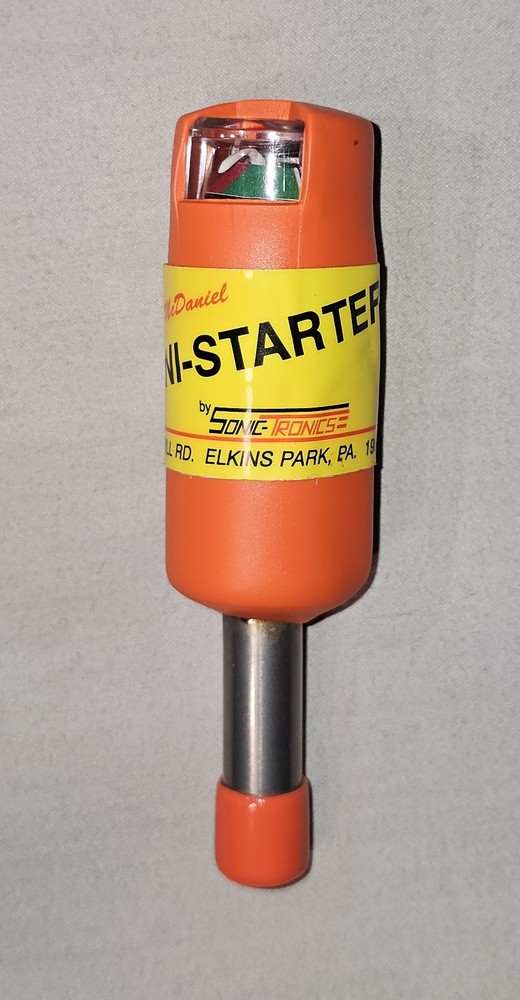 McDaniel
NI-STARTER
by SONIC-TRONICS
LL RD. ELKINS PARK, PA. 19